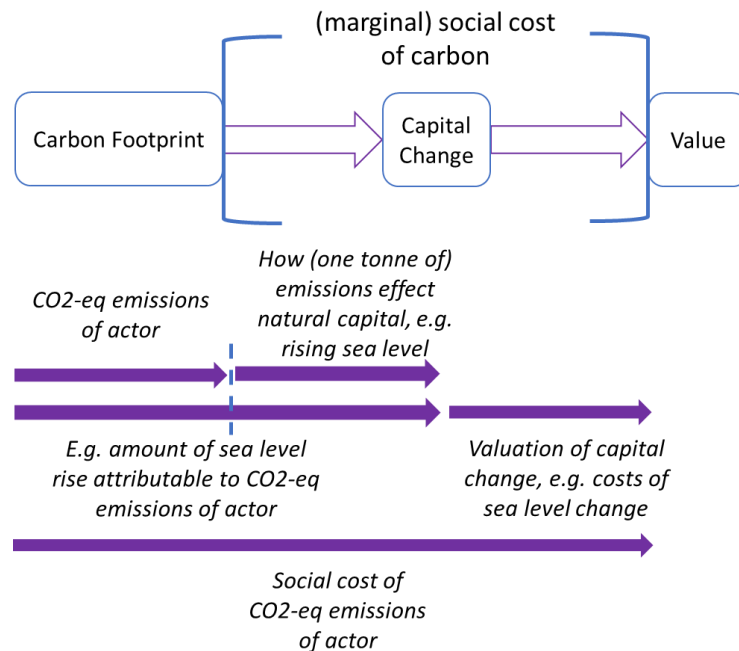 (marginal) social cost
of carbon
Carbon Footprint
Capital
Change
Value
CO2-eq emissions
of actor
How (one tonne of)
emissions effect
natural capital, e.g.
rising sea level
E.g. amount of sea level
rise attributable to CO2-eq
emissions of actor
Valuation of capital
change, e.g. costs of
sea level change
Social cost of
CO2-eq emissions
of actor